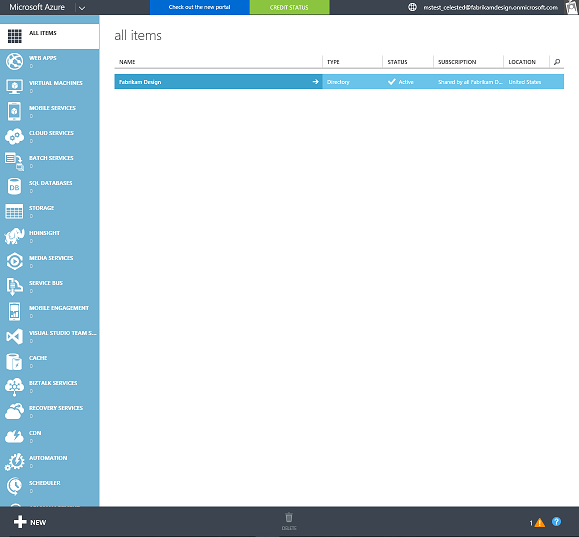 Microsoft Azure
Check out the new portal
CREDIT STATUS
mstest_celested@fabrikamdesign.onmicrosoft.com
ALL ITEMS
WEB APPS
0
VIRTUAL MACHINES
0
MOBILE SERVICES
0
CLOUD SERVICES
0
BATCH SERVICES
0
SQL DATABASES
0
STORAGE
0
HDINSIGHT
0
MEDIA SERVICES
0
SERVICE BUS
0
MOBILE ENGAGEMENT
0
VISUAL STUDIO TEAM S...
0
CACHE
0
BIZTALK SERVICES
0
RECOVERY SERVICES
0
CDN
0
AUTOMATION
0
SCHEDULER
0
all items
NAME TYPE STATUS SUBSCRIPTION LOCATION
Fabrikam Design Directory Active Shared by all Fabrikam D... United States
NEW
DELETE
1